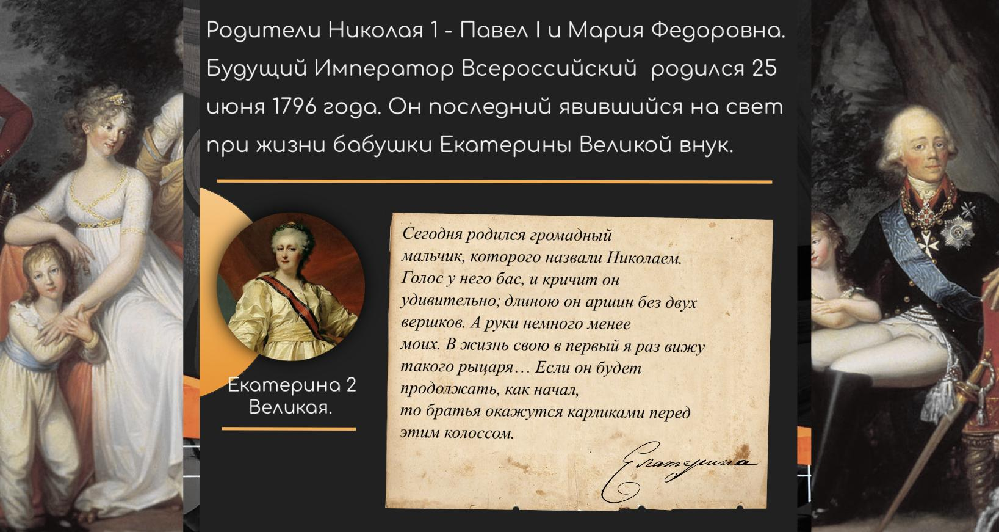 Родители Николая 1 - Павел I и Мария Федоровна.
Будущий Император Всероссийский родился 25
июня 1796 года. Он последний явившийся на свет
при жизни бабушки Екатерины Великой внук.
Екатерина 2
Великая.
Сегодня родился громадный
мальчик, которого назвали Николаем.
Голос у него бас, и кричит он
удивительно; длиною он аршин без двух
вершков. А руки немного менее
моих. В жизнь свою в первый я раз вижу
такого рыцаря… Если он будет
продолжать, как начал,
то братья окажутся карликами перед
этим колоссом.
Екатерина